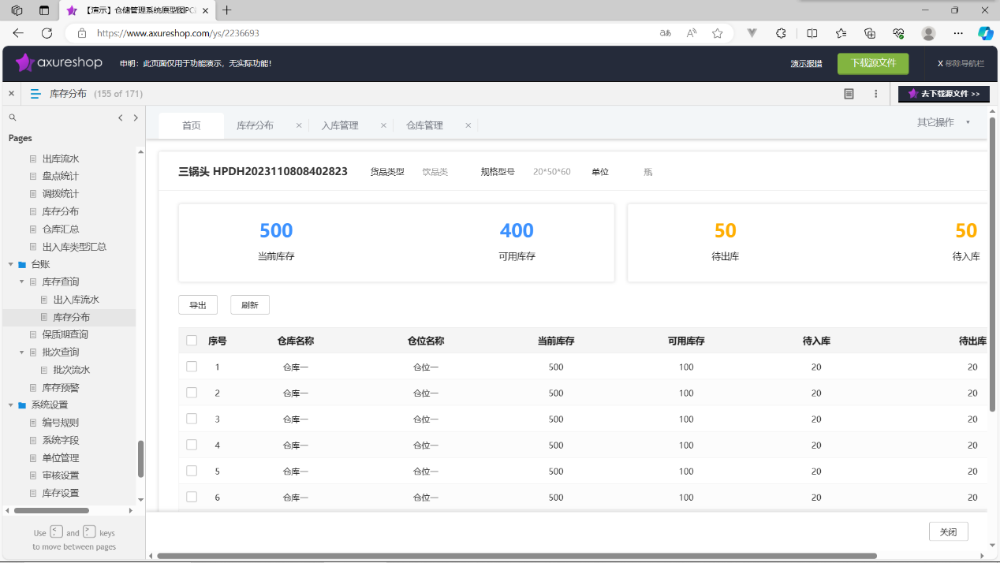 【演示】仓储管理系统原型图PC
https://www.axureshop.com/ys/2236693
axureshop 申明：此页面仅用于功能演示，无实际功能！ 演示报错 下载源文件 X 移除导航栏
库存分布 (155 of 171) 去下载源文件 >>
Pages
出库流水
盘点统计
调拨统计
库存分布
仓库汇总
出入库类型汇总
台账
库存查询
出入库流水
库存分布
保质期查询
批次查询
批次流水
库存预警
系统设置
编号规则
系统字段
单位管理
审核设置
库存设置
Use < and > keys
to move between pages
首页 库存分布 入库管理 仓库管理 其它操作
三锅头 HPDH2023110808402823 货品类型 饮品类 规格型号 20*50*60 单位 瓶
500 400 50 50
当前库存 可用库存 待出库 待入库
导出 刷新
序号 仓库名称 仓位名称 当前库存 可用库存 待入库 待出库
1 仓库一 仓位一 500 100 20 20
2 仓库一 仓位一 500 100 20 20
3 仓库一 仓位一 500 100 20 20
4 仓库一 仓位一 500 100 20 20
5 仓库一 仓位一 500 100 20 20
6 仓库一 仓位一 500 100 20 20
关闭